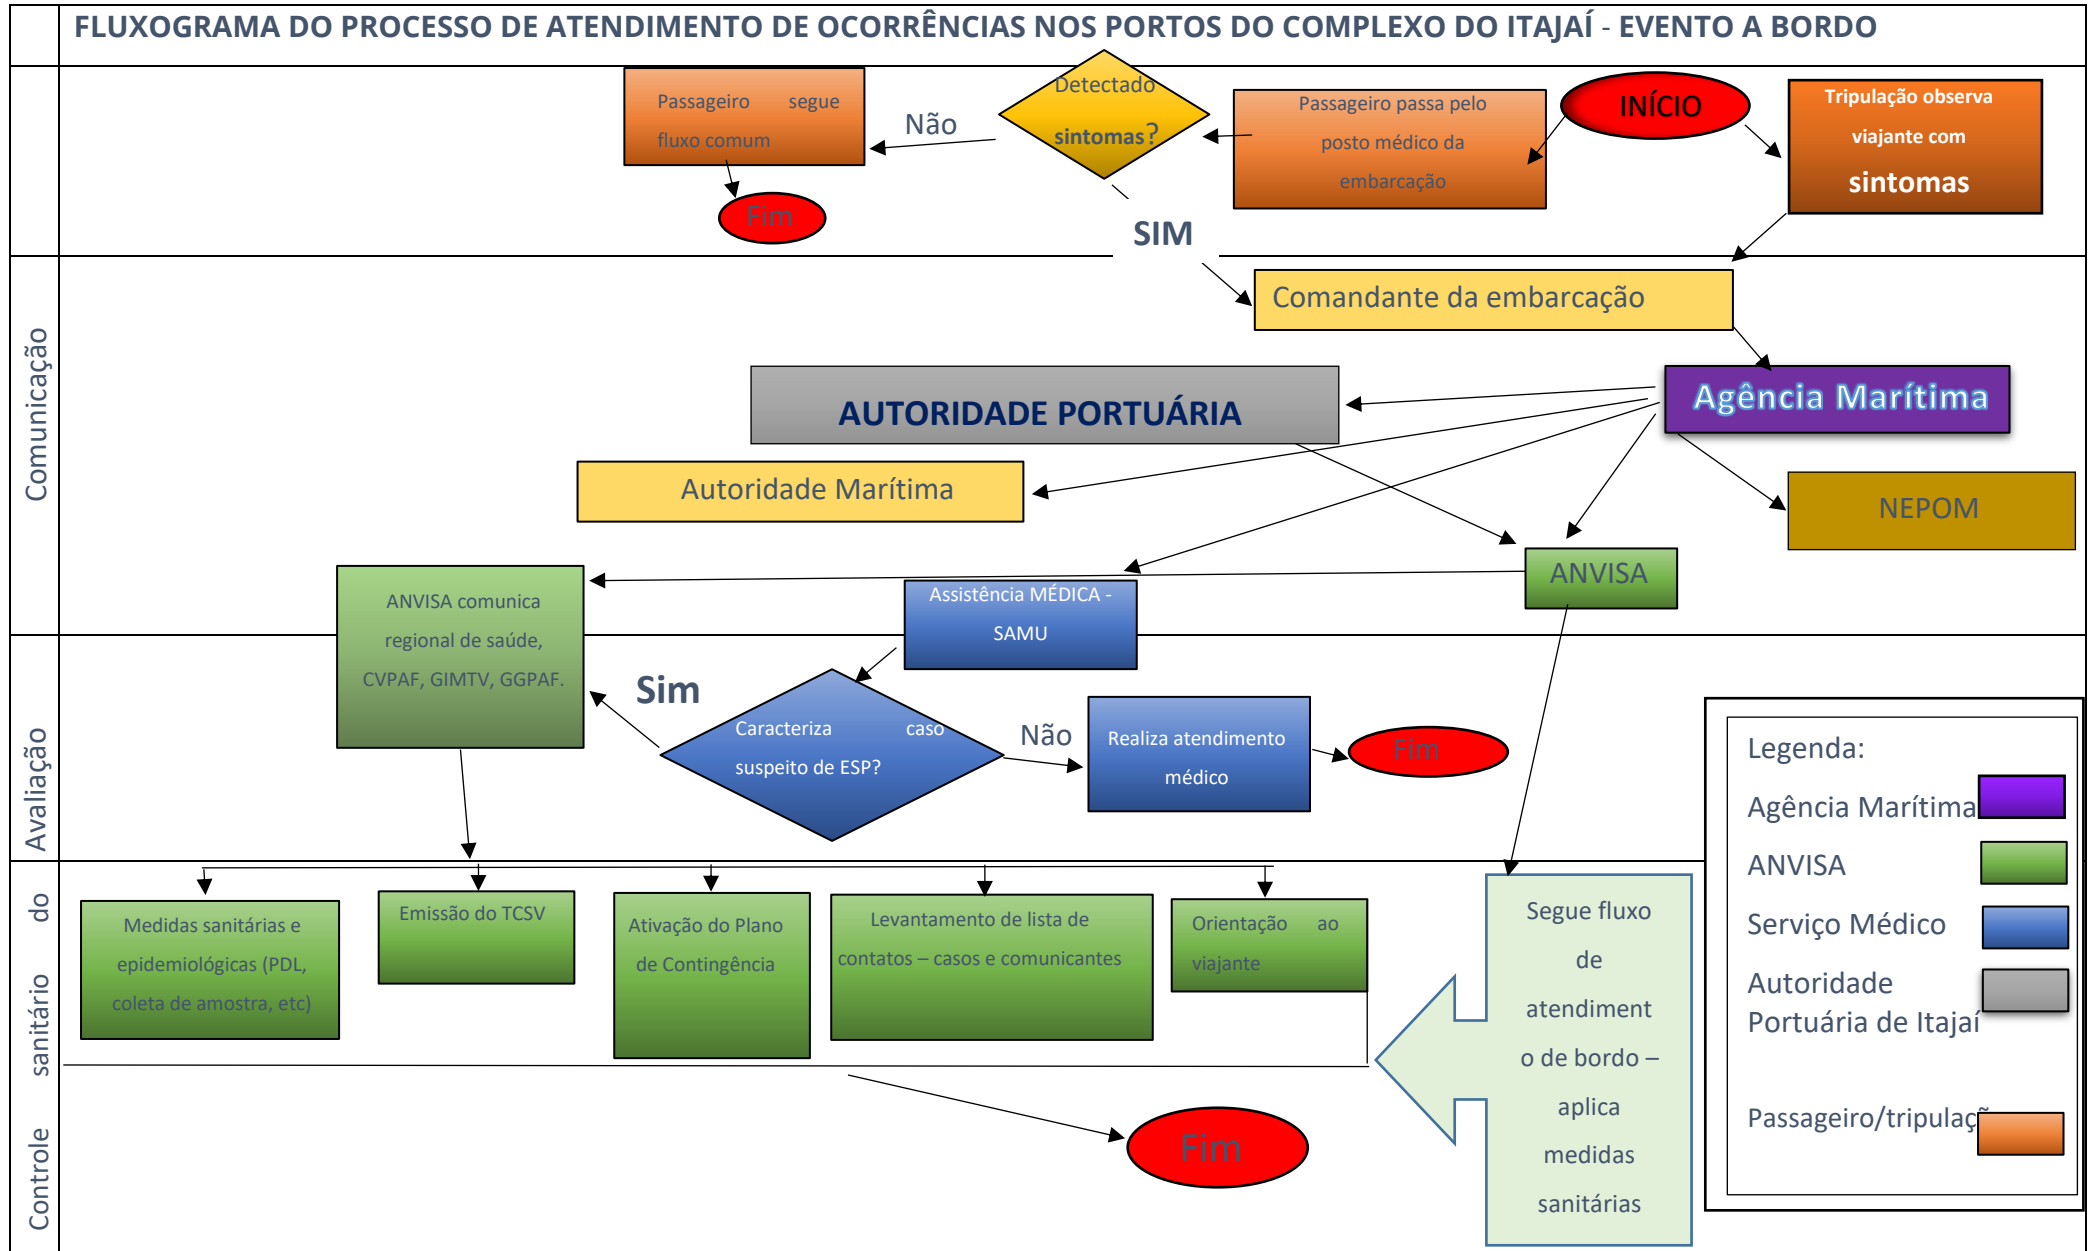 FLUXOGRAMA DO PROCESSO DE ATENDIMENTO DE OCORRÊNCIAS NOS PORTOS DO COMPLEXO DO ITAJAÍ - EVENTO A BORDO
Passageiro segue
fluxo comum
Não
Detectado
sintomas?
Passageiro passa pelo
posto médico da
embarcação
INÍCIO
Tripulação observa
viajante com
sintomas
Fim
SIM
Comunicação
Comandante da embarcação
AUTORIDADE PORTUÁRIA
Agência Marítima
Autoridade Marítima
NEPOM
ANVISA
ANVISA comunica
regional de saúde,
CVPAF, GIMTV, GGPAF.
Assistência MÉDICA -
SAMU
Avaliação
Sim
Caracteriza caso
suspeito de ESP?
Não
Realiza atendimento
médico
Fim
Legenda:
Agência Marítima
ANVISA
Serviço Médico
Autoridade
Portuária de Itajaí
Passageiro/tripulaç
Controle sanitário do
Medidas sanitárias e
epidemiológicas (PDL,
coleta de amostra, etc)
Emissão do TCSV
Ativação do Plano
de Contingência
Levantamento de lista de
contatos – casos e comunicantes
Orientação ao
viajante
Segue fluxo
de
atendiment
o de bordo –
aplica
medidas
sanitárias
Fim